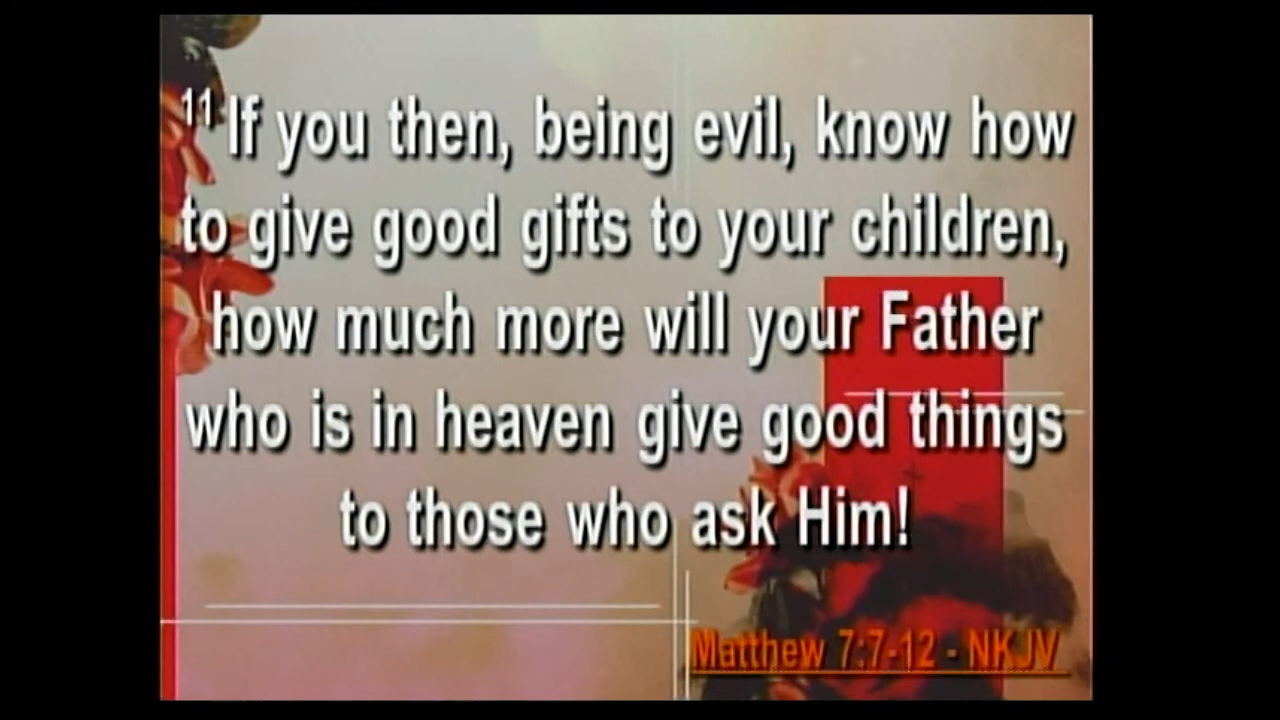 11 If you then, being evil, know how
to give good gifts to your children,
how much more will your Father
who is in heaven give good things
to those who ask Him!
Matthew 7:7-12 - NKJV